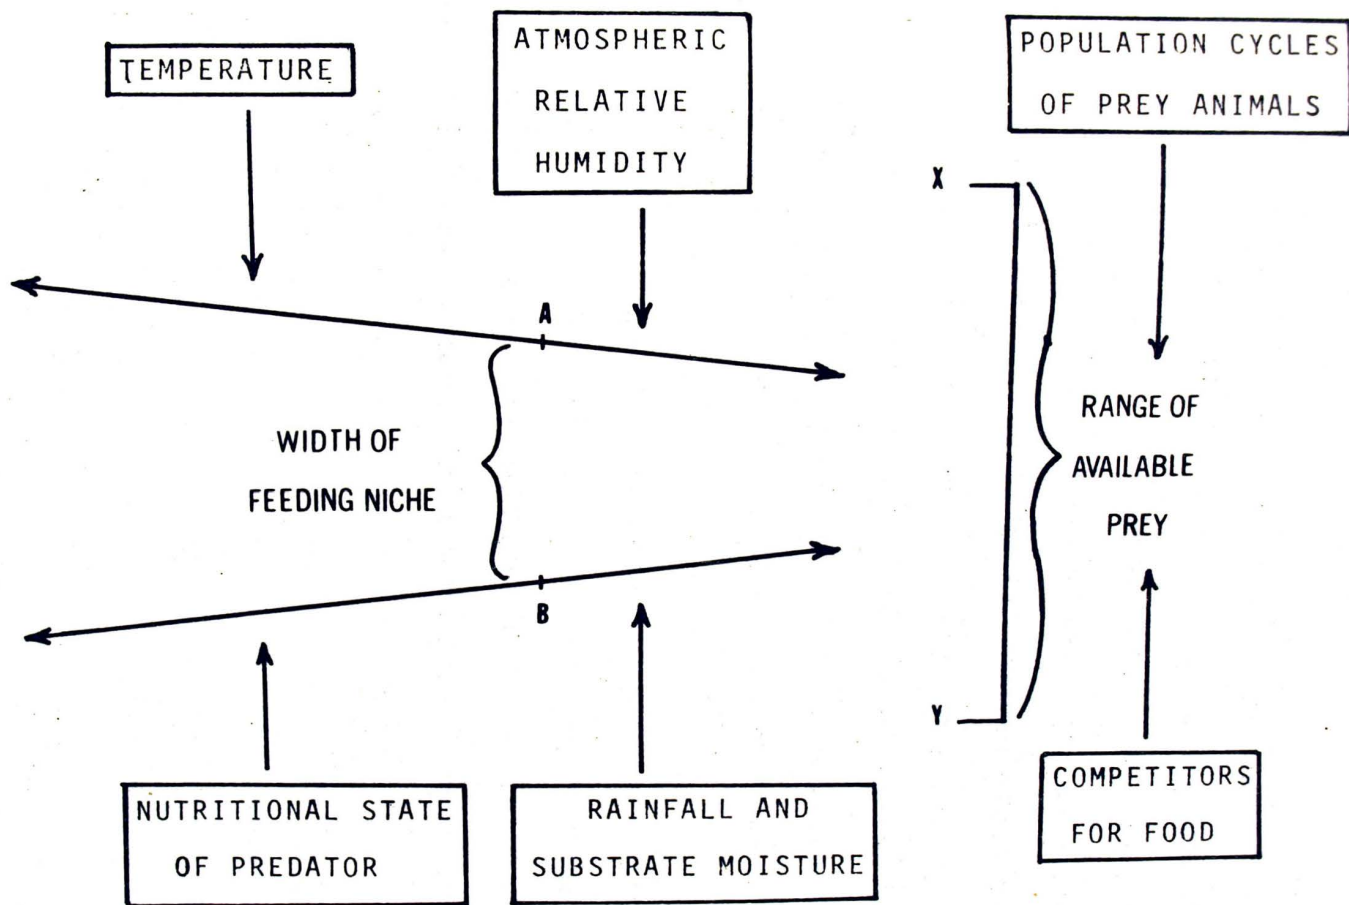 TEMPERATURE
ATMOSPHERIC
RELATIVE
HUMIDITY
POPULATION CYCLES
OF PREY ANIMALS
X
A
WIDTH OF
FEEDING NICHE
RANGE OF
AVAILABLE
PREY
B
Y
NUTRITIONAL STATE
OF PREDATOR
RAINFALL AND
SUBSTRATE MOISTURE
COMPETITORS
FOR FOOD